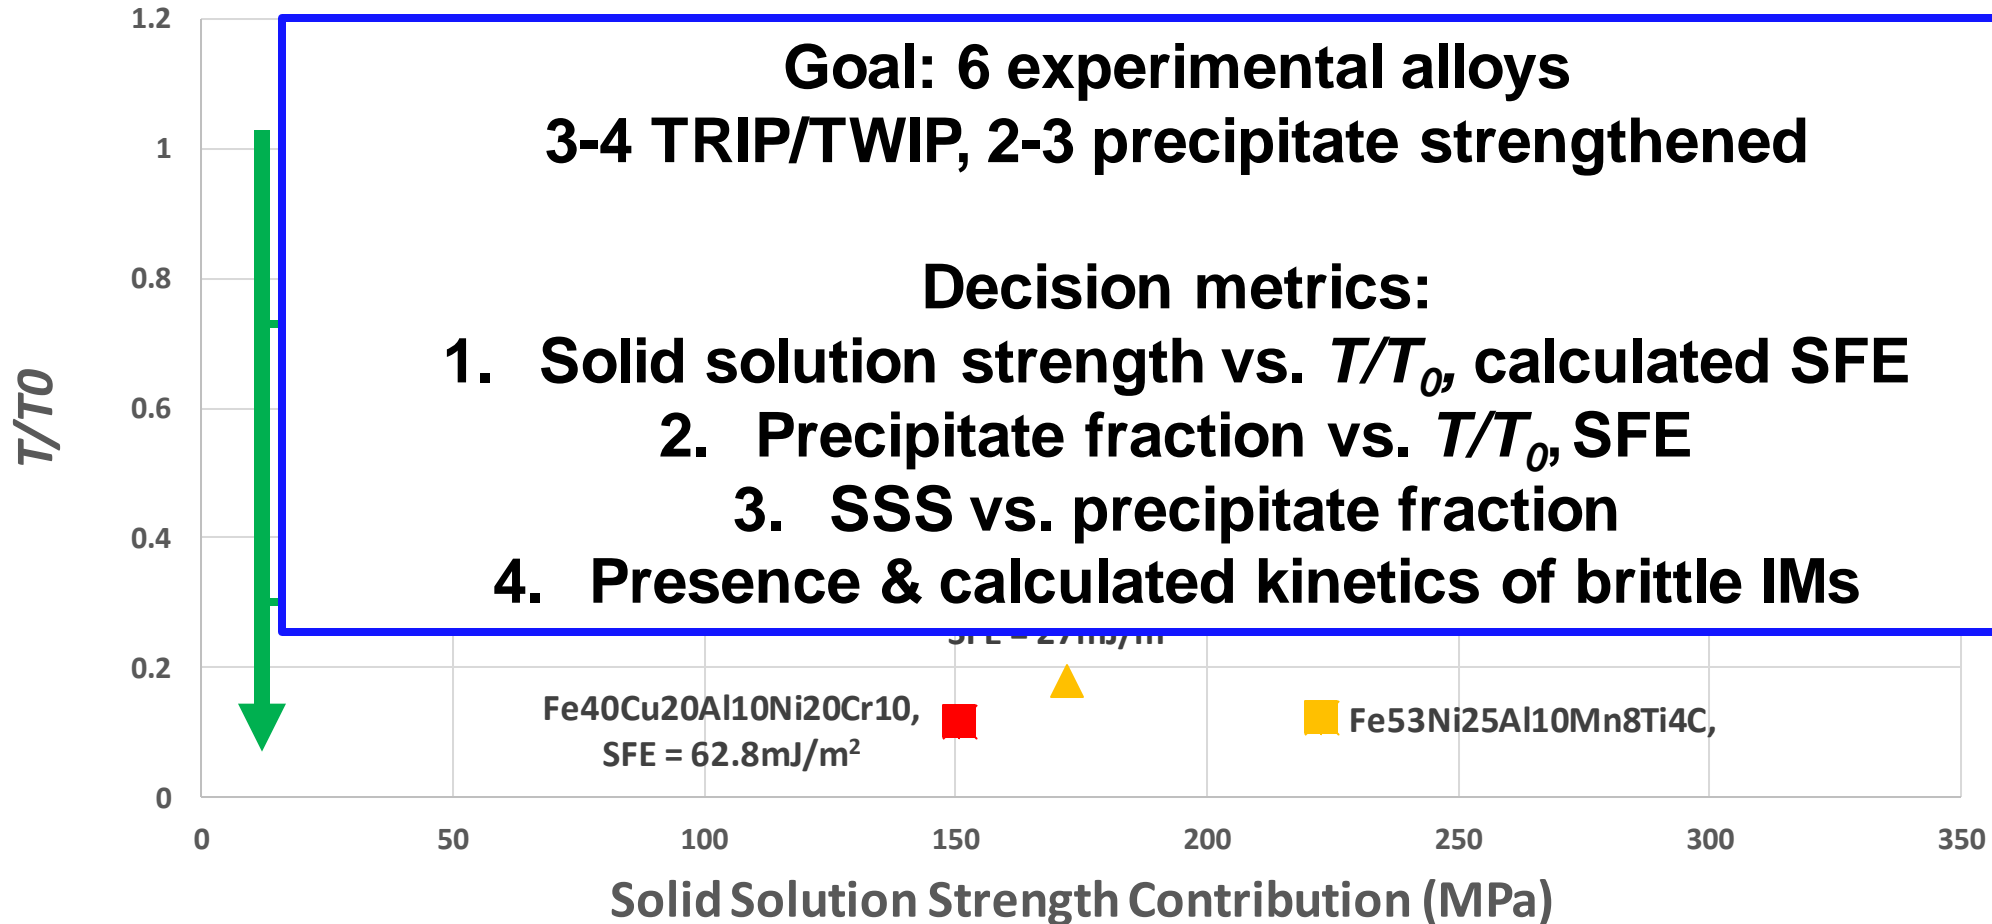 1.2
Goal: 6 experimental alloys
3-4 TRIP/TWIP, 2-3 precipitate strengthened
1
Decision metrics:
0.8
1. Solid solution strength vs. T/T₀, calculated SFE
T/T0
0.6
2. Precipitate fraction vs. T/T₀, SFE
3. SSS vs. precipitate fraction
0.4
4. Presence & calculated kinetics of brittle IMs
0.2
Fe40Cu20Al10Ni20Cr10,
SFE = 62.8mJ/m²
Fe53Ni25Al10Mn8Ti4C,
0
0 50 100 150 200 250 300 350
Solid Solution Strength Contribution (MPa)